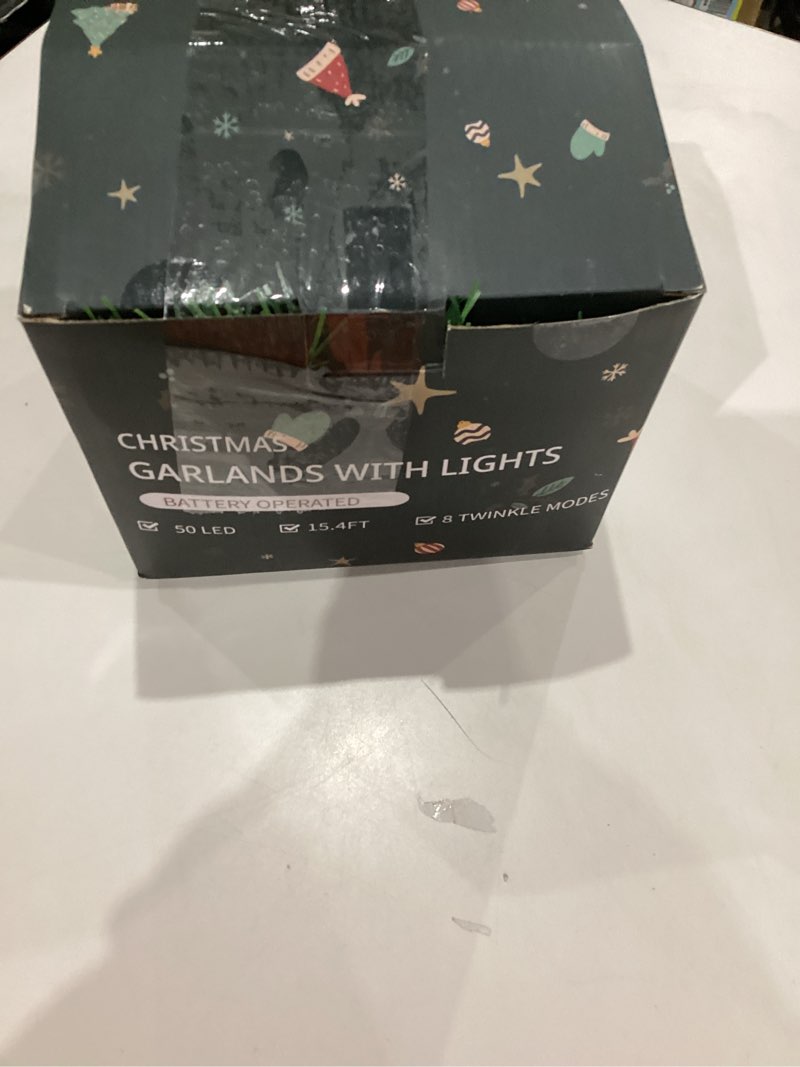 CHRISTMAS
GARLANDS WITH LIGHTS
BATTERY OPERATED
50 LED 15.4FT 8 TWINKLE MODES